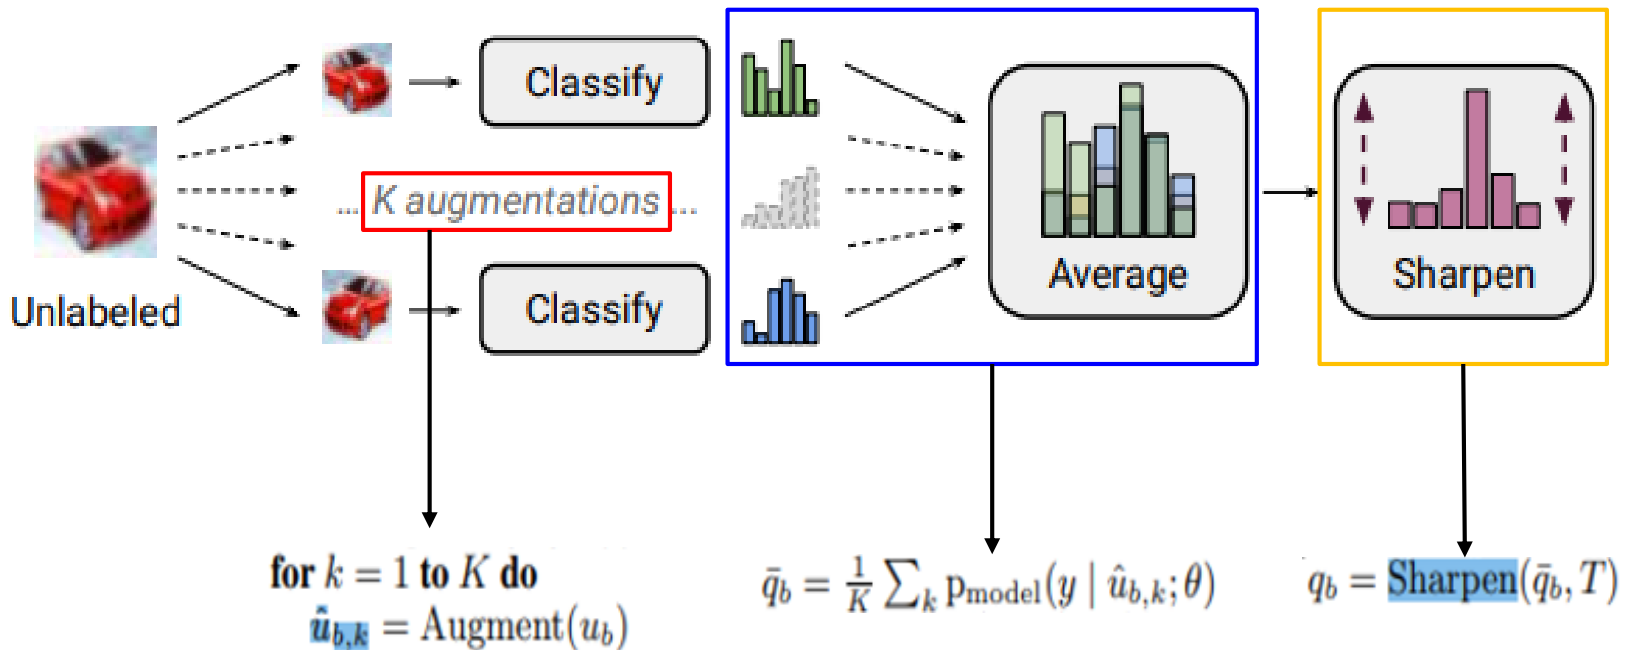 Classify
Unlabeled
... K augmentations ...
Classify
Average
Sharpen
for k = 1 to K do
û_{b,k} = Augment(u_b)
q̄_b = 1/K ∑_k p_model(y | û_{b,k}; θ)
q_b = Sharpen(q̄_b, T)